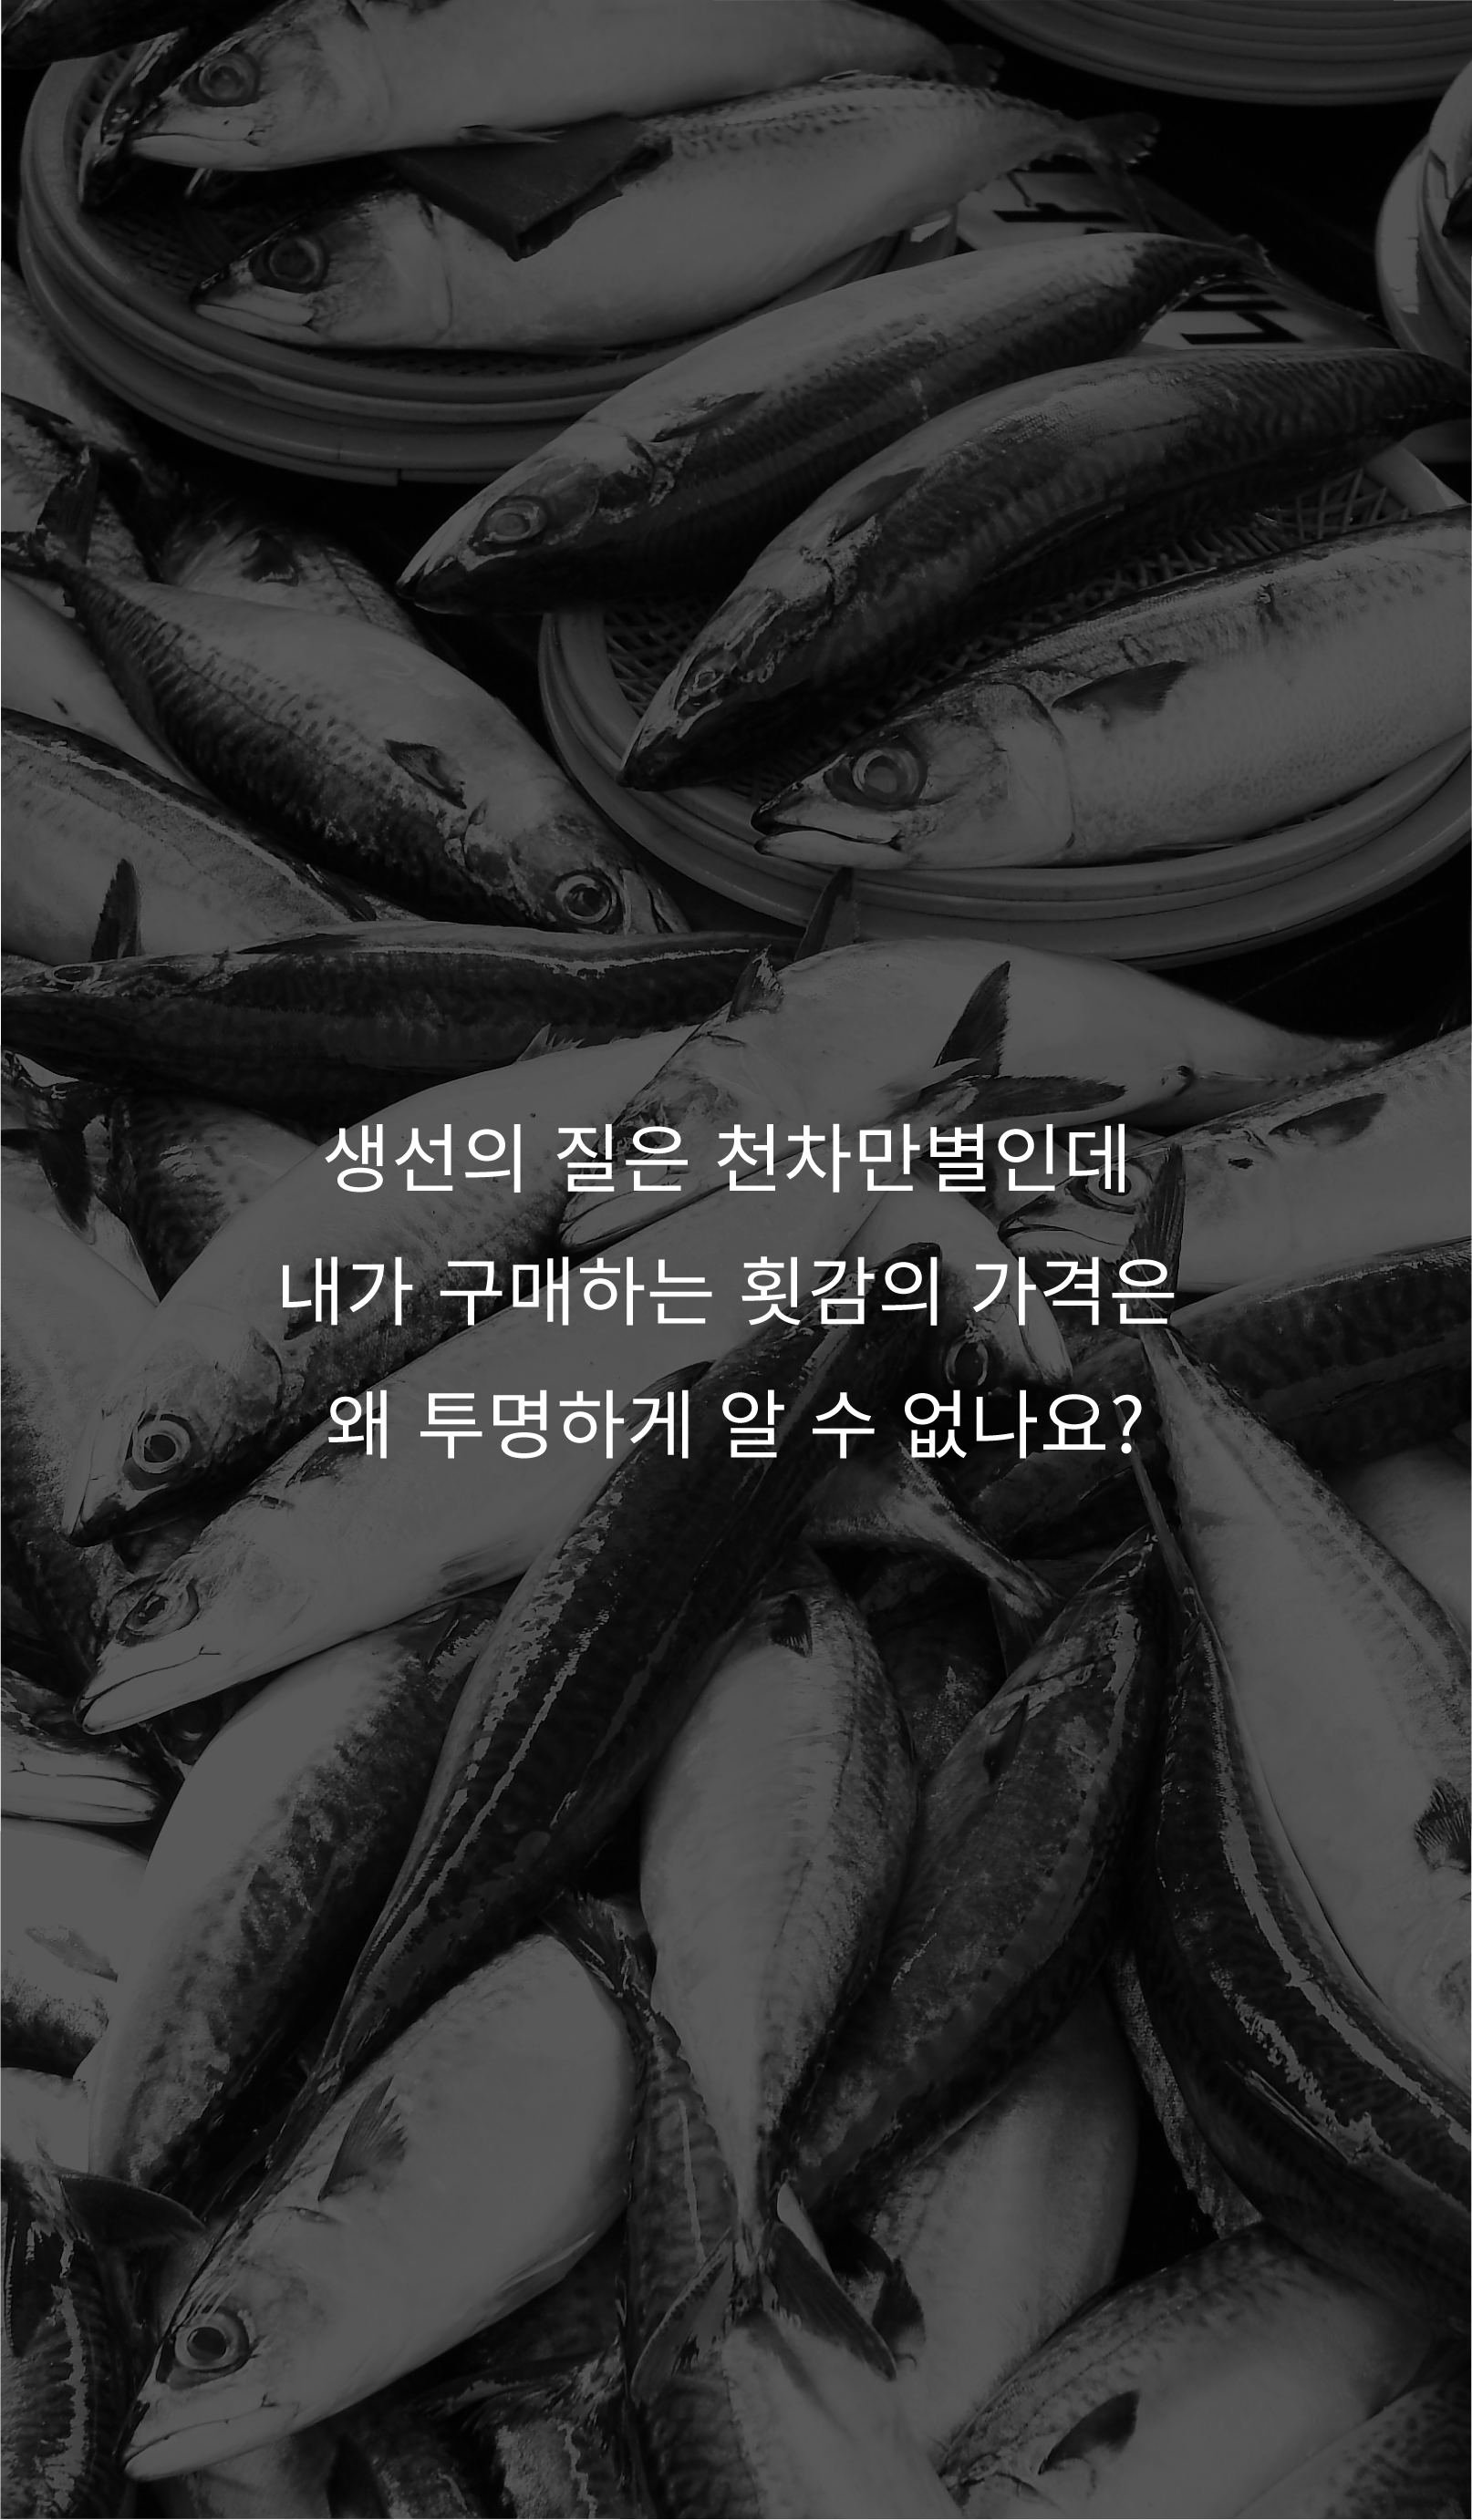 생선의 질은 천차만별인데
내가 구매하는 횟감의 가격은
왜 투명하게 알 수 없나요?